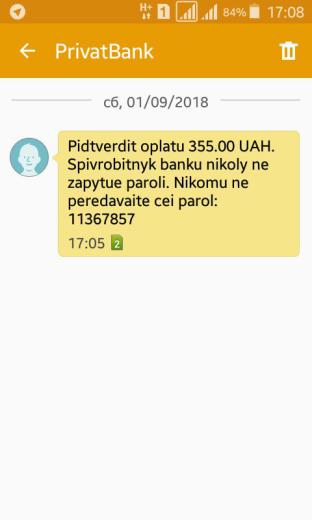 H+ 1 84% 17:08
PrivatBank
сб, 01/09/2018
Pidtverdit oplatu 355.00 UAH.
Spivrobitnyk banku nikoly ne
zapytue paroli. Nikomu ne
peredavaite cei parol:
11367857
17:05 2